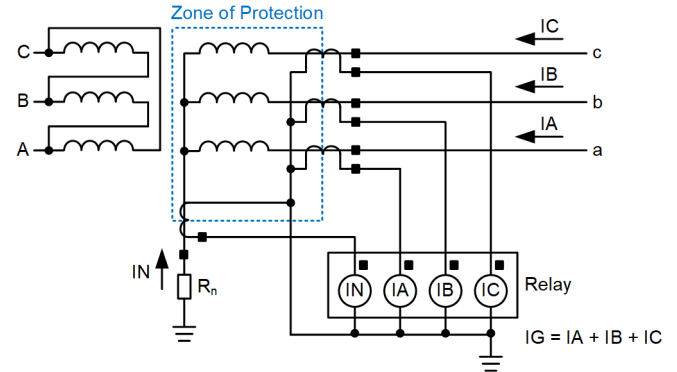 Zone of Protection
C
B
A
IC
c
IB
b
IA
a
IN
Rn
IN IA IB IC
Relay
IG = IA + IB + IC